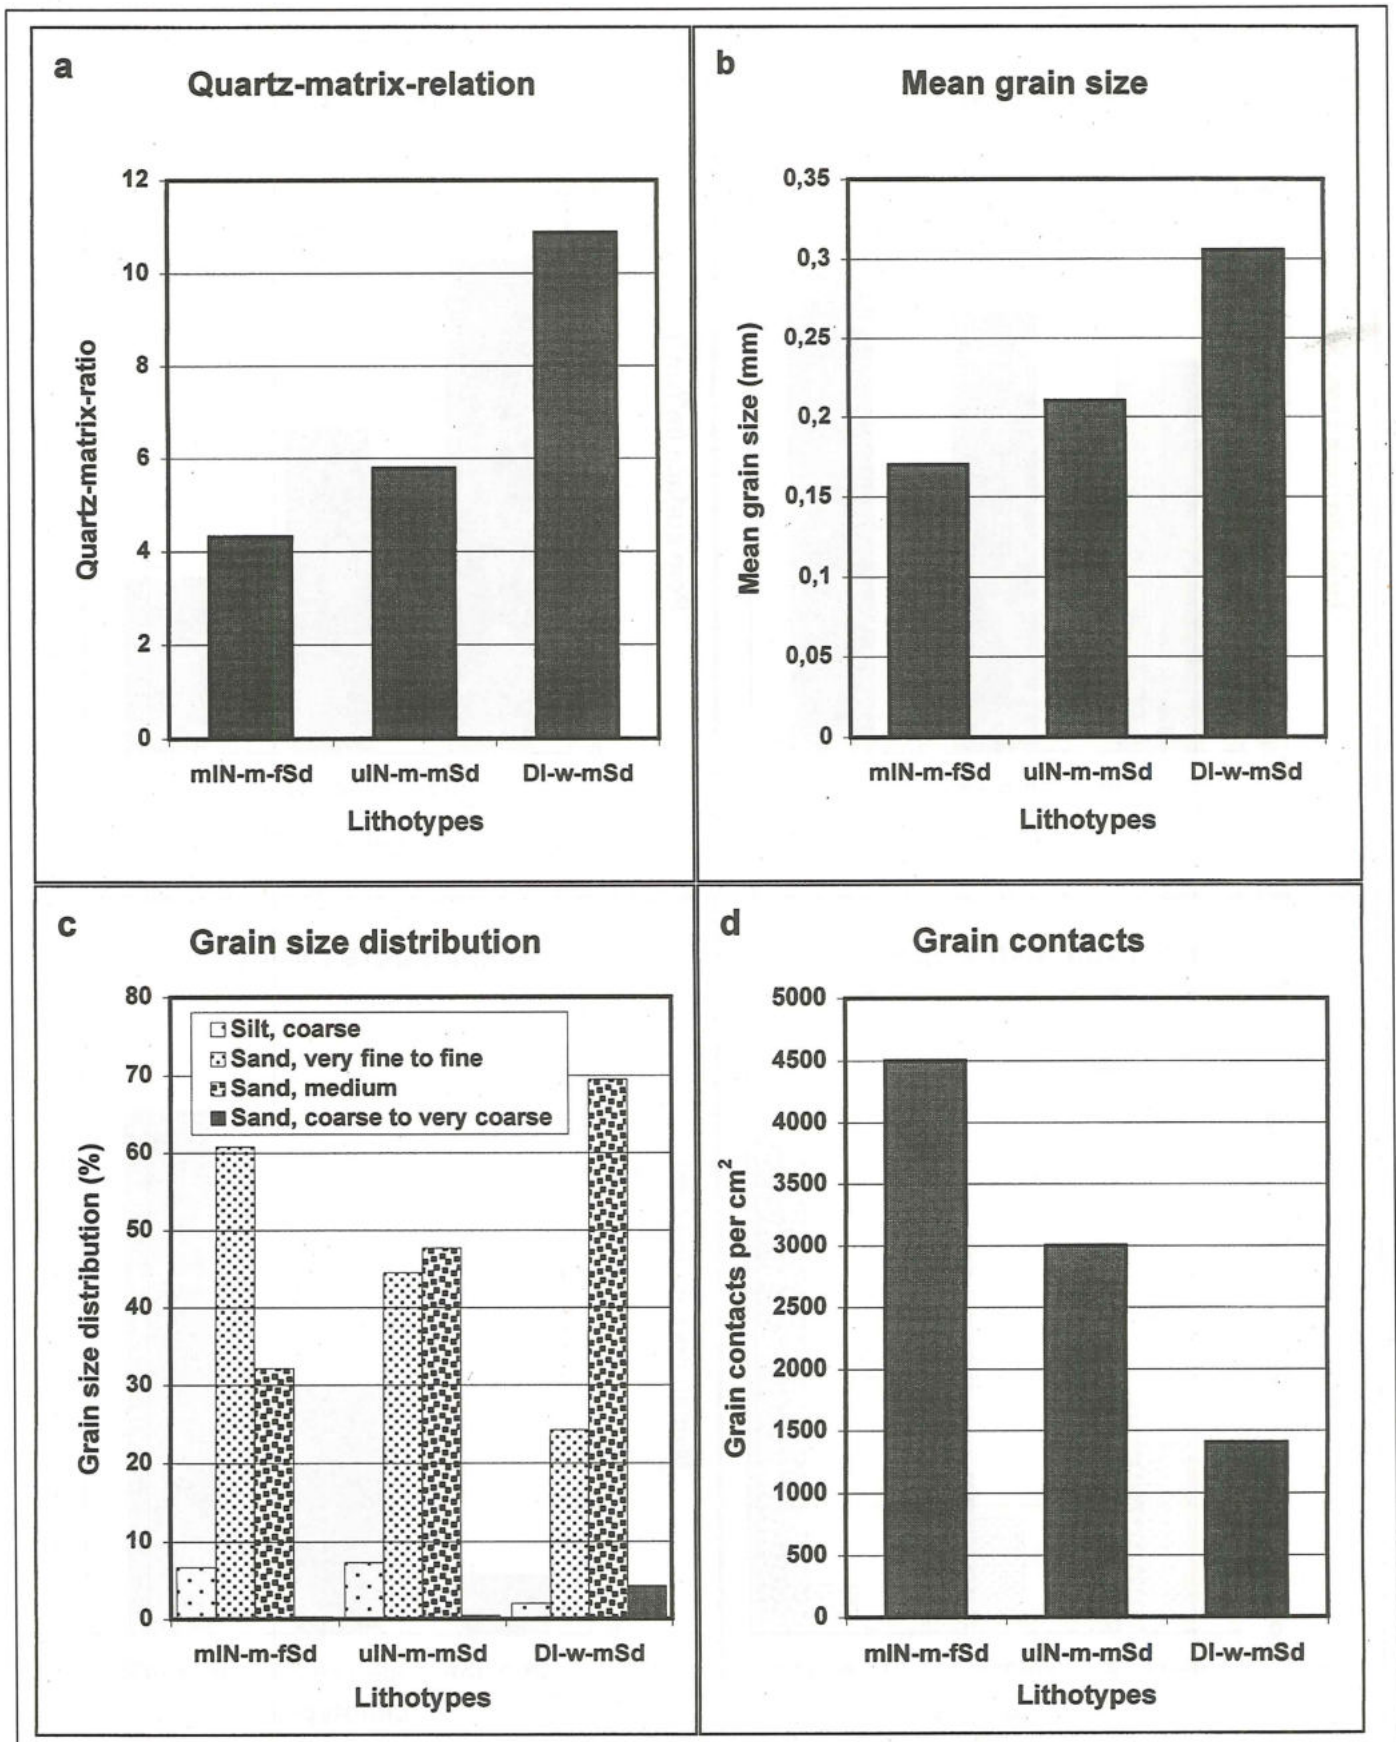 a
Quartz-matrix-relation
12
10
8
6
4
2
0
Quartz-matrix-ratio
mlN-m-fSd ulN-m-mSd Dl-w-mSd
Lithotypes
b
Mean grain size
0,35
0,3
0,25
0,2
0,15
0,1
0,05
0
Mean grain size (mm)
mlN-m-fSd ulN-m-mSd Dl-w-mSd
Lithotypes
c
Grain size distribution
80
70
60
50
40
30
20
10
0
Grain size distribution (%)
Silt, coarse
Sand, very fine to fine
Sand, medium
Sand, coarse to very coarse
mlN-m-fSd ulN-m-mSd Dl-w-mSd
Lithotypes
d
Grain contacts
5000
4500
4000
3500
3000
2500
2000
1500
1000
500
0
Grain contacts per cm²
mlN-m-fSd ulN-m-mSd Dl-w-mSd
Lithotypes